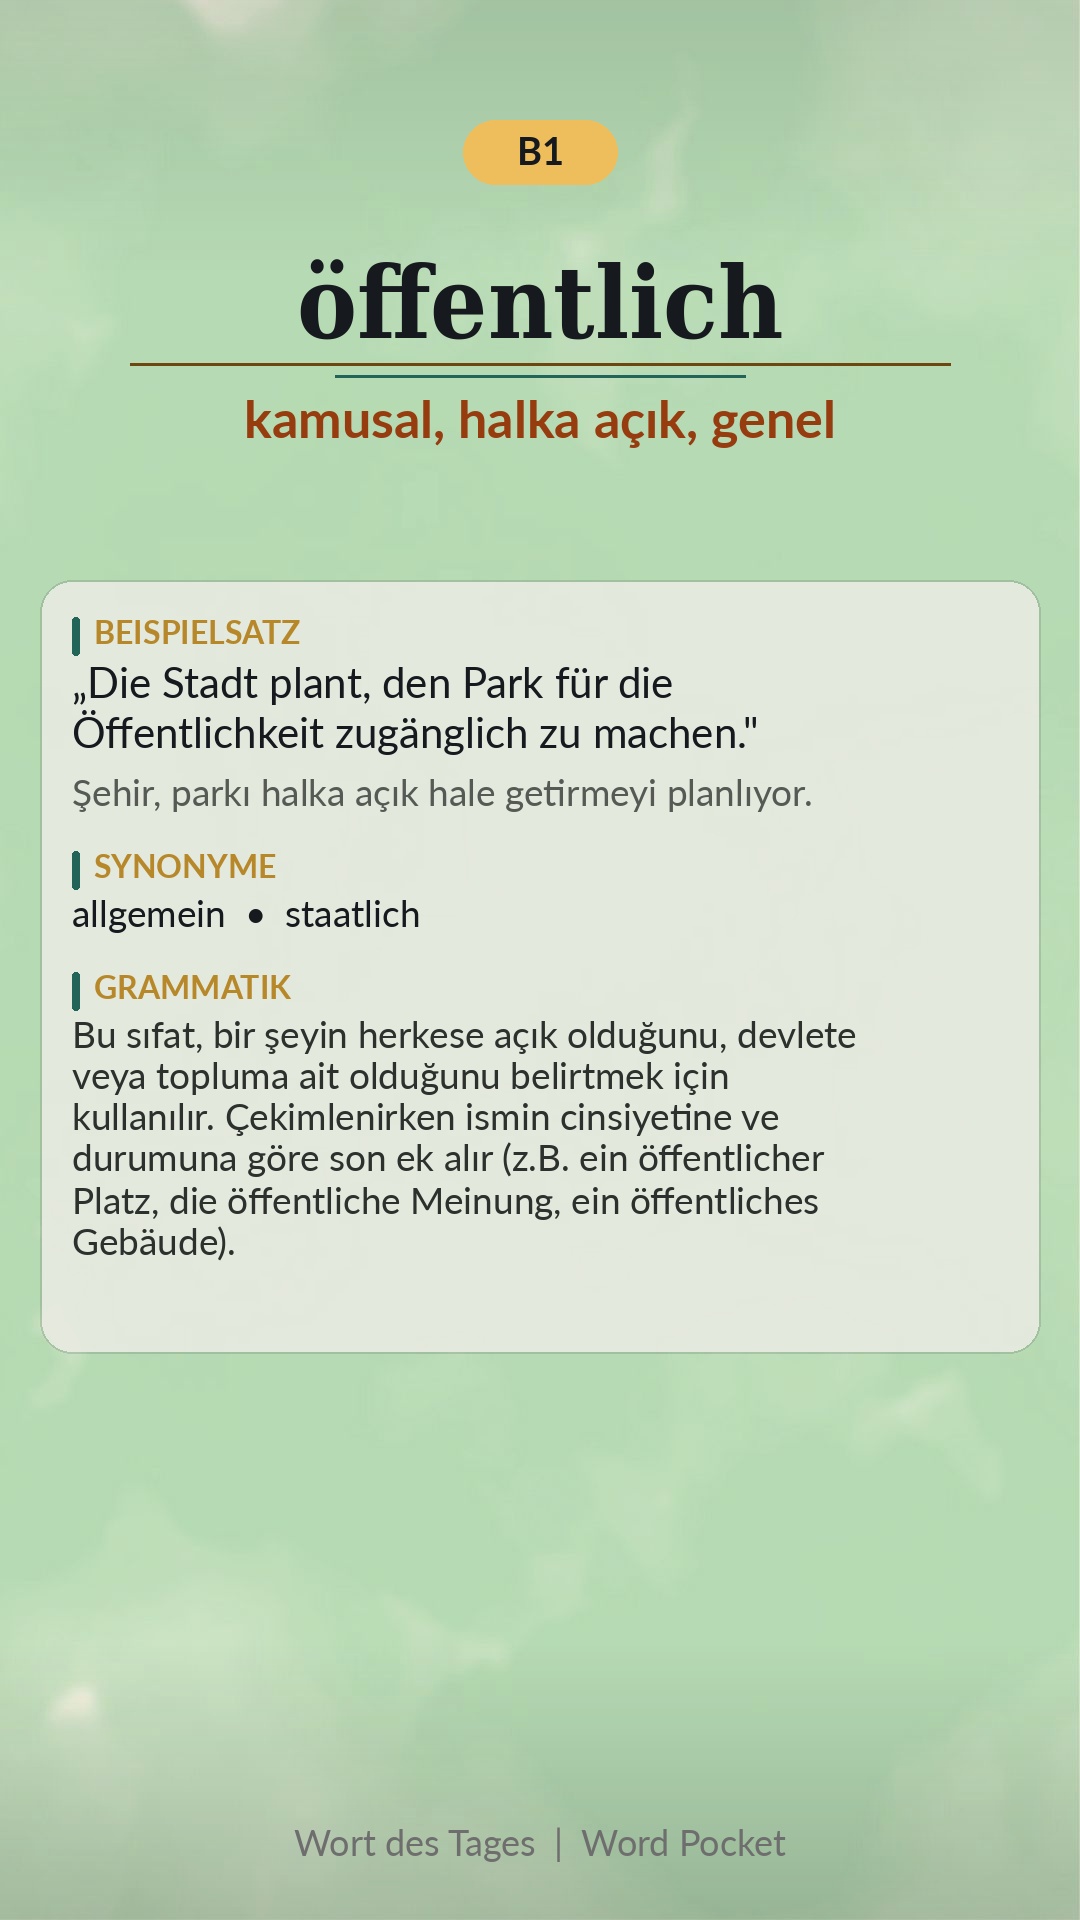 B1
öffentlich
kamusal, halka açık, genel
BEISPIELSATZ
„Die Stadt plant, den Park für die
Öffentlichkeit zugänglich zu machen."
Şehir, parkı halka açık hale getirmeyi planlıyor.
SYNONYME
allgemein • staatlich
GRAMMATIK
Bu sıfat, bir şeyin herkese açık olduğunu, devlete
veya topluma ait olduğunu belirtmek için
kullanılır. Çekimlenirken ismin cinsiyetine ve
durumuna göre son ek alır (z.B. ein öffentlicher
Platz, die öffentliche Meinung, ein öffentliches
Gebäude).
Wort des Tages | Word Pocket